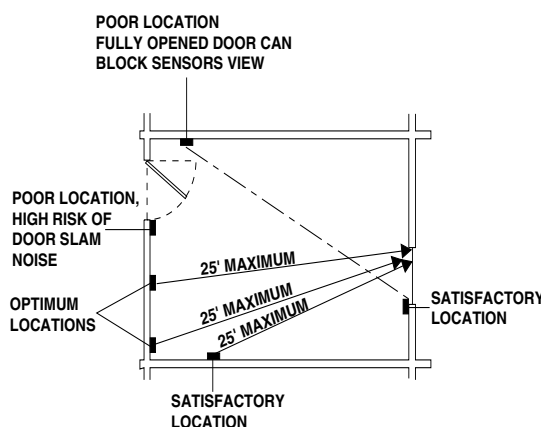 POOR LOCATION
FULLY OPENED DOOR CAN
BLOCK SENSORS VIEW
POOR LOCATION,
HIGH RISK OF
DOOR SLAM
NOISE
25' MAXIMUM
OPTIMUM
LOCATIONS
25' MAXIMUM
25' MAXIMUM
SATISFACTORY
LOCATION
SATISFACTORY
LOCATION